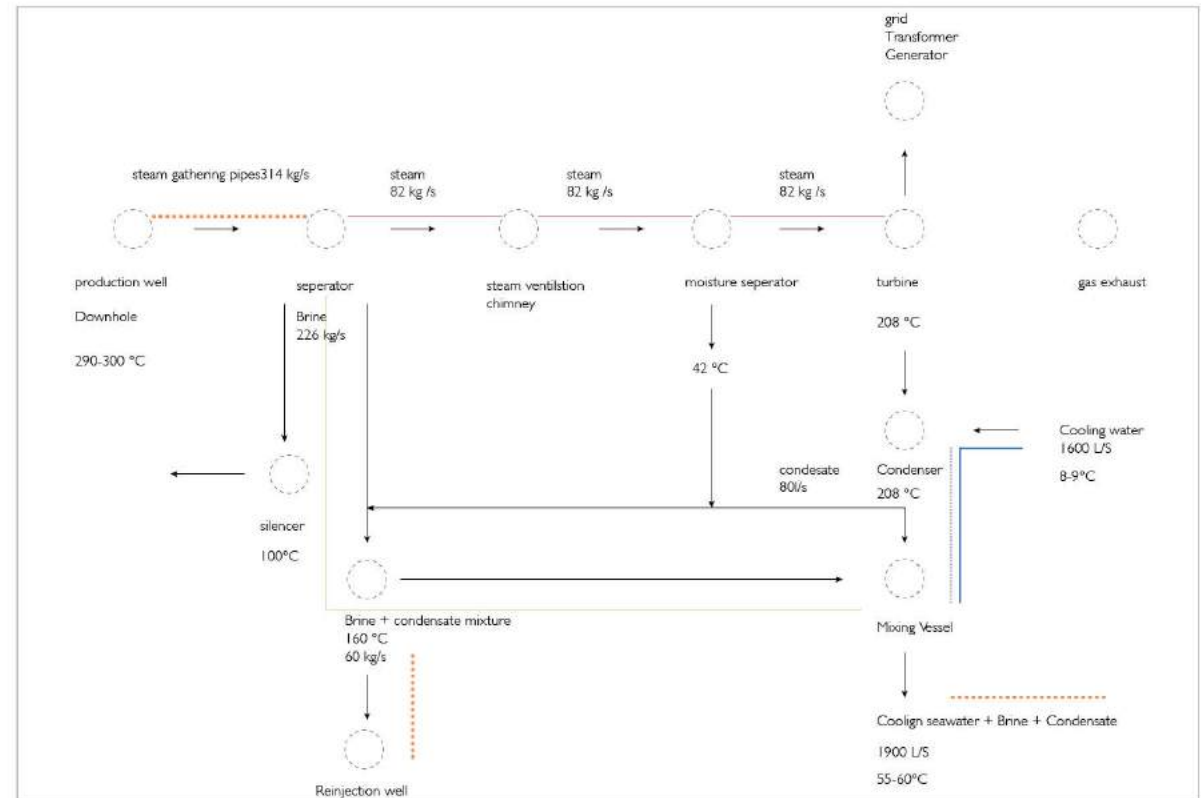 grid
Transformer
Generator
steam gathering pipes314 kg/s
steam
82 kg /s
steam
82 kg /s
steam
82 kg /s
production well
Downhole
290-300 °C
seperator
Brine
226 kg/s
steam ventilstion
chimney
moisture seperator
turbine
208 °C
gas exhaust
42 °C
Cooling water
1600 L/S
8-9°C
condesate
80l/s
Condenser
208 °C
silencer
100°C
Brine + condensate mixture
160 °C
60 kg/s
Mixing Vessel
Coolign seawater + Brine + Condensate
1900 L/S
55-60°C
Reinjection well